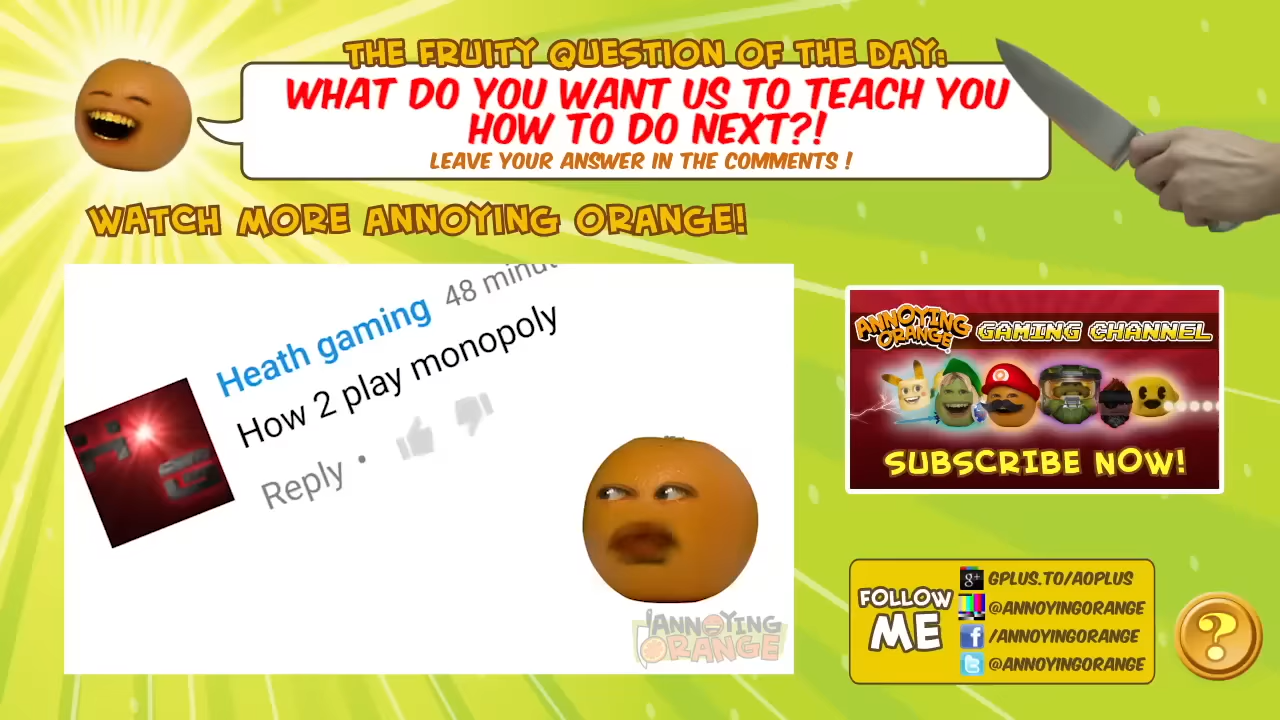 THE FRUITY QUESTION OF THE DAY:
WHAT DO YOU WANT US TO TEACH YOU
HOW TO DO NEXT?!
LEAVE YOUR ANSWER IN THE COMMENTS !
WATCH MORE ANNOYING ORANGE!
Heath gaming 48 minut
How 2 play monopoly
Reply •
ANNOYING
ORANGE
ANNOYING
ORANGE
GAMING CHANNEL
SUBSCRIBE NOW!
FOLLOW
ME
g+ GPLUS.TO/AOPLUS
@ANNOYINGORANGE
f /ANNOYINGORANGE
@ANNOYINGORANGE
?